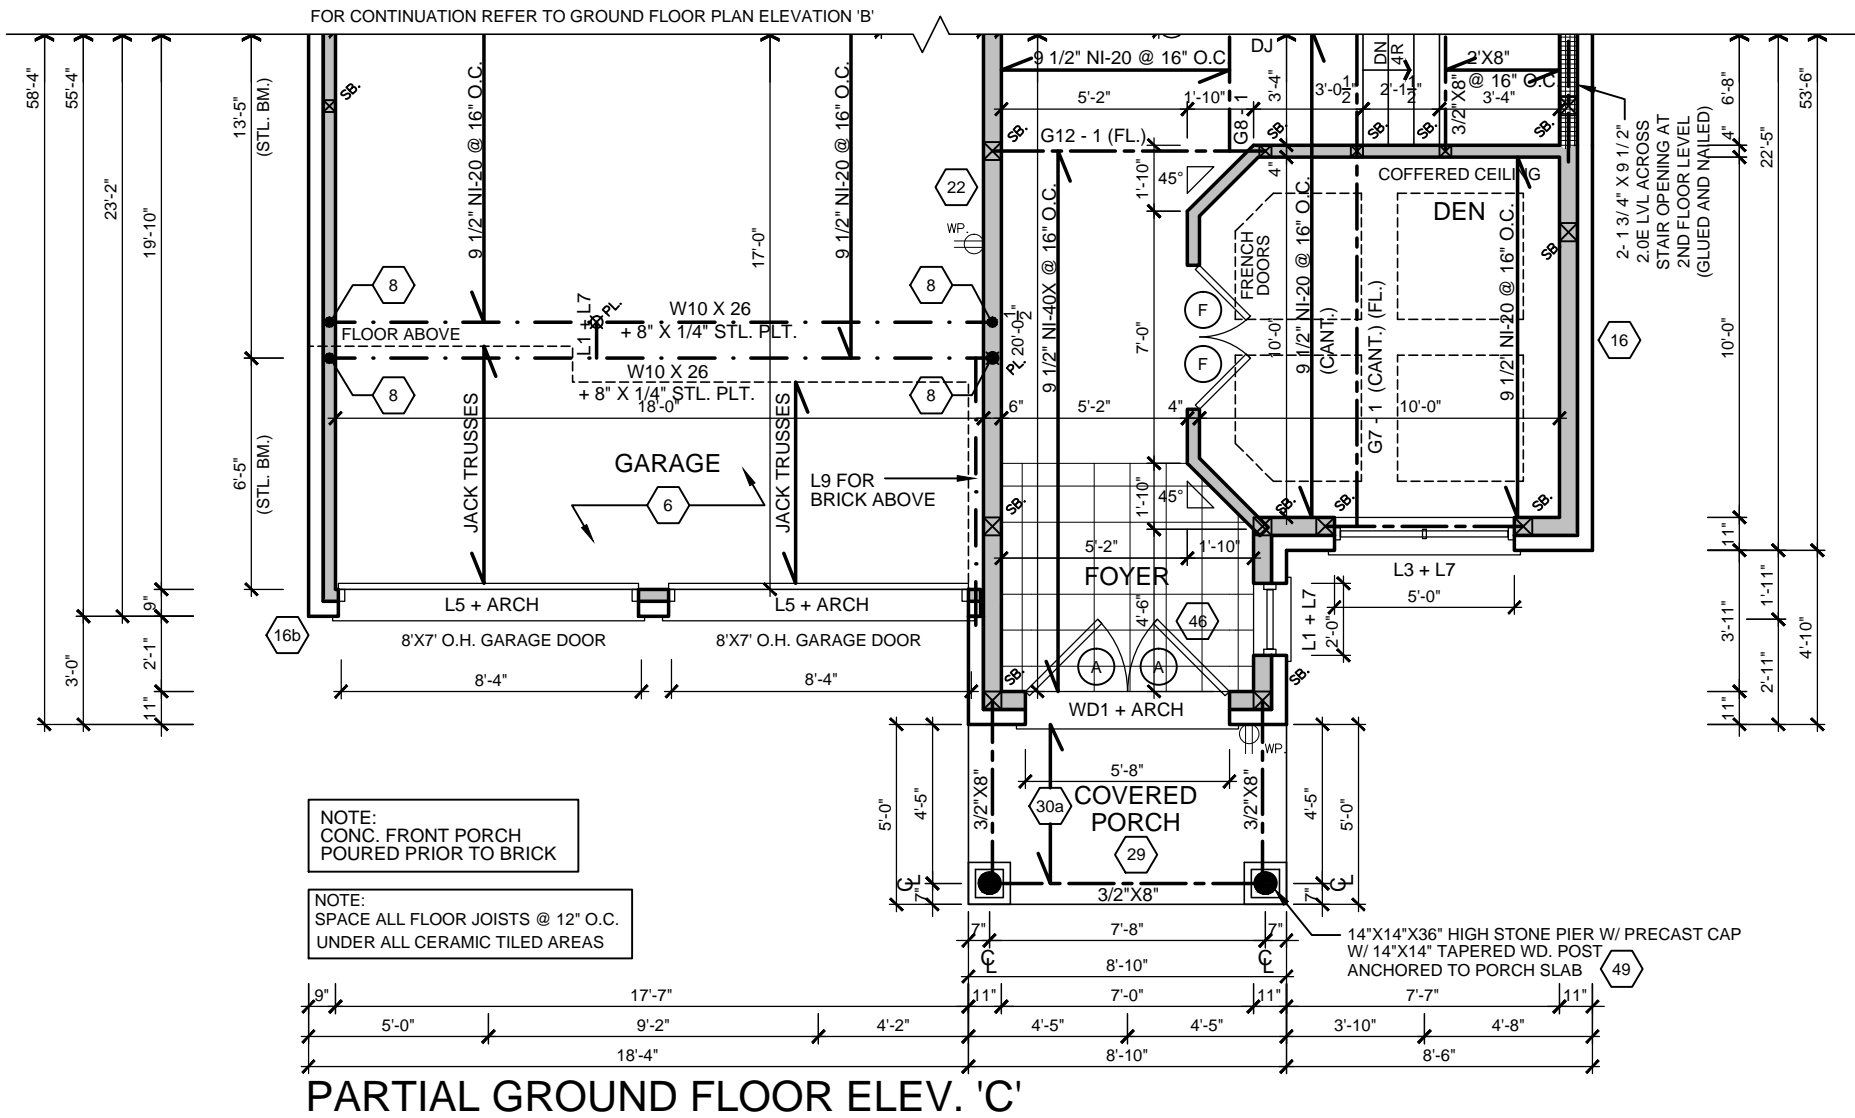 FOR CONTINUATION REFER TO GROUND FLOOR PLAN ELEVATION 'B'
58'-4"
55'-4"
23'-2"
19'-10"
13'-5"
(STL. BM.)
SB.
9 1/2" NI-20 @ 16" O.C.
17'-0"
9 1/2" NI-20 @ 16" O.C.
9 1/2" NI-20 @ 16" O.C
DJ
3'-4"
DN
4R
2'X8"
@ 16" O.C
5'-2"
1'-10"
3'-0 1/2"
2'-1 1/2"
3/2"X8"
3'-4"
SB.
G12 - 1 (FL.)
G8 - 1
SB.
SB.
SB.
SB.
6'-8"
4"
22'-5"
53'-6"
2- 1 3/ 4" X 9 1/ 2"
2.0E LVL ACROSS
STAIR OPENING AT
2ND FLOOR LEVEL
(GLUED AND NAILED)
22
WP.
1'-10"
45°
4"
COFFERED CEILING
DEN
SB
9 1/2" NI-40X @ 16" O.C.
FRENCH
DOORS
9 1/2" NI-20 @ 16" O.C.
(CANT.)
G7 - 1 (CANT.) (FL.)
9 1/2" NI-20 @ 16" O.C.
8
8
PL.
L1 + L7
W10 X 26
+ 8" X 1/4" STL. PLT.
FLOOR ABOVE
20'-0 1/2"
PL.
7'-0"
F
F
10'-0"
16
10'-0"
W10 X 26
+ 8" X 1/4" STL. PLT.
8
8
18'-0"
6"
5'-2"
4"
10'-0"
6'-5"
(STL. BM.)
JACK TRUSSES
GARAGE
6
JACK TRUSSES
L9 FOR
BRICK ABOVE
SB.
1'-10"
45°
SB.
SB.
SB.
5'-2"
1'-10"
FOYER
L3 + L7
5'-0"
11"
1'-11"
3'-11"
2'-11"
4'-10"
11"
9"
3'-0"
2'-1"
11"
16b
L5 + ARCH
L5 + ARCH
8'X7' O.H. GARAGE DOOR
8'X7' O.H. GARAGE DOOR
8'-4"
8'-4"
4'-6"
46
L1 + L7
2'-0"
SB.
A
A
SB.
WD1 + ARCH
WP.
5'-8"
5'-0"
4'-5"
3/2"X8"
30a
COVERED
PORCH
29
3/2"X8"
4'-5"
5'-0"
CL
7"
3/2"X8"
7"
CL
NOTE:
CONC. FRONT PORCH
POURED PRIOR TO BRICK
NOTE:
SPACE ALL FLOOR JOISTS @ 12" O.C.
UNDER ALL CERAMIC TILED AREAS
7"
7'-8"
7"
CL
CL
8'-10"
14"X14"X36" HIGH STONE PIER W/ PRECAST CAP
W/ 14"X14" TAPERED WD. POST
ANCHORED TO PORCH SLAB
49
9"
17'-7"
11"
7'-0"
11"
7'-7"
11"
5'-0"
9'-2"
4'-2"
4'-5"
4'-5"
3'-10"
4'-8"
18'-4"
8'-10"
8'-6"
PARTIAL GROUND FLOOR ELEV. 'C'